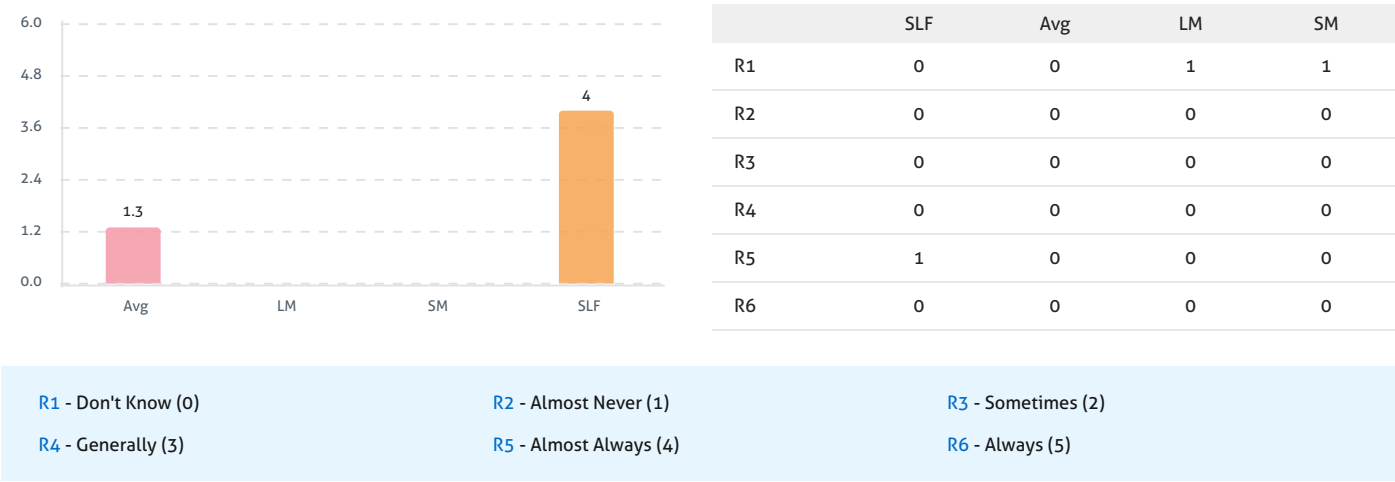 6.0
4.8
3.6
2.4
1.2
0.0
1.3
4
Avg LM SM SLF
SLF Avg LM SM
R1 0 0 1 1
R2 0 0 0 0
R3 0 0 0 0
R4 0 0 0 0
R5 1 0 0 0
R6 0 0 0 0
R1 - Don't Know (0) R2 - Almost Never (1) R3 - Sometimes (2)
R4 - Generally (3) R5 - Almost Always (4) R6 - Always (5)